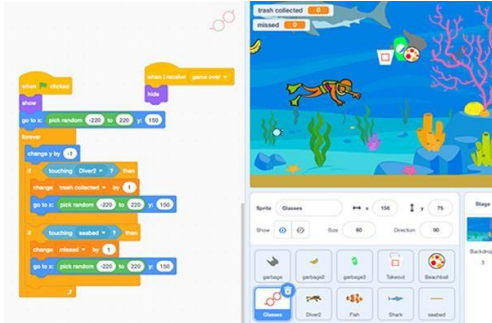 when clicked
show
go to x: pick random -220 to 220 y: 150
forever
change y by -1
if touching Diver2 ? then
change trash collected by 1
go to x: pick random -220 to 220 y: 150
if touching seabed ? then
change missed by 1
go to x: pick random -220 to 220 y: 150
when I receive game over
hide
trash collected 0
missed 0
Sprite Glasses x 156 y 75
Show Size 60 Direction 90
garbage garbage2 garbage3 Takeout Beachball
Glasses Diver2 Fish Shark seabed
Stage
Backdrop
3